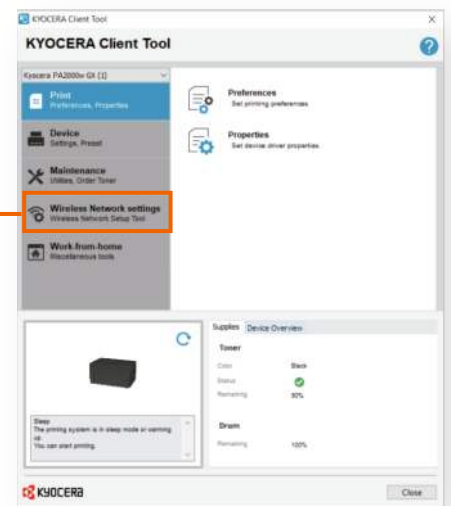 KYOCERA Client Tool
KYOCERA Client Tool
?
Kyocera PA2000w GX (1)
Print
Preferences, Properties
Preferences
Set printing preferences
Device
Settings, Preset
Properties
Set device driver properties
Maintenance
Utilities, Order Toner
Wireless Network settings
Wireless Network Setup Tool
Work-from-home
Miscellaneous tools
Supplies Device Overview
Toner
Color Black
Status
Remaining 90%
Sleep
The printing system is in sleep mode or warming
up.
You can start printing.
Drum
Remaining 100%
KYOCERA
Close